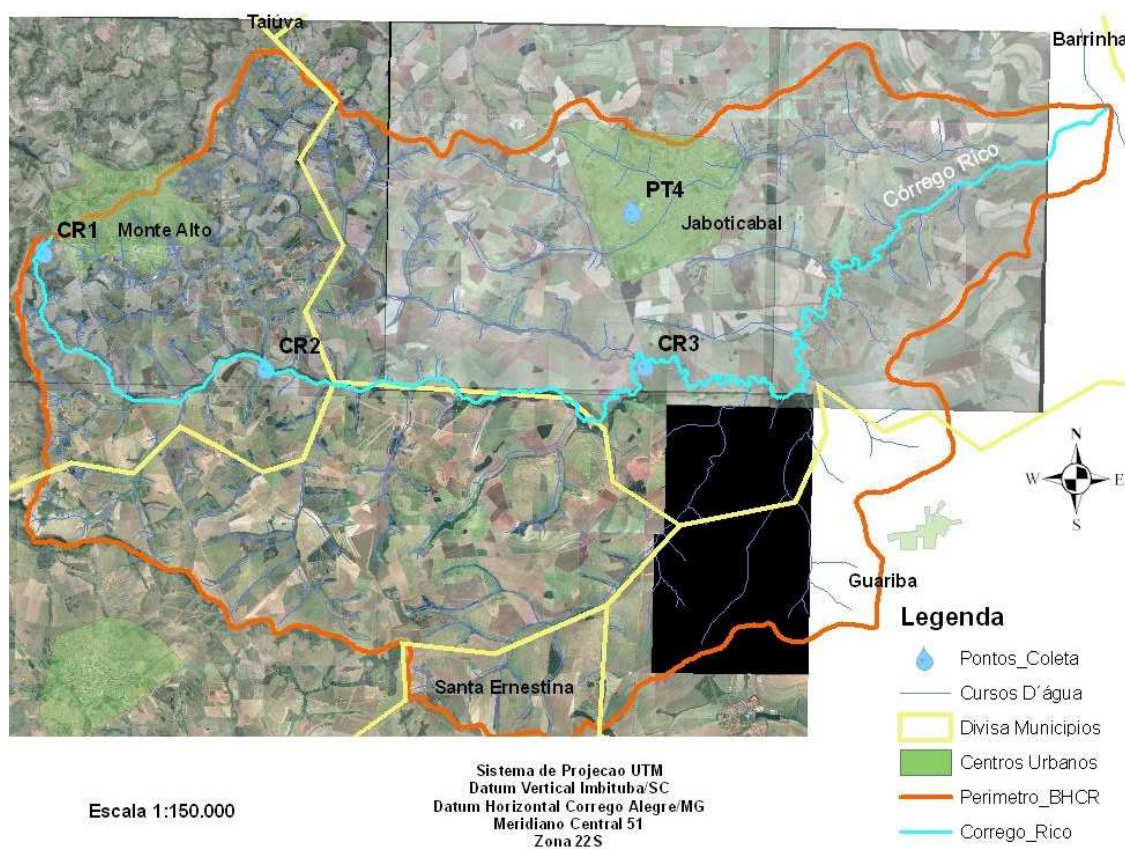 Taiúva
Barrinha
Córrego Rico
PT4
CR1
Monte Alto
Jaboticabal
CR2
CR3
N
W
E
S
Guariba
Santa Ernestina
Legenda
Pontos_Coleta
Cursos D´água
Divisa Municipios
Centros Urbanos
Perimetro_BHCR
Corrego_Rico
Escala 1:150.000
Sistema de Projecao UTM
Datum Vertical Imbituba/SC
Datum Horizontal Corrego Alegre/MG
Meridiano Central 51
Zona 22S